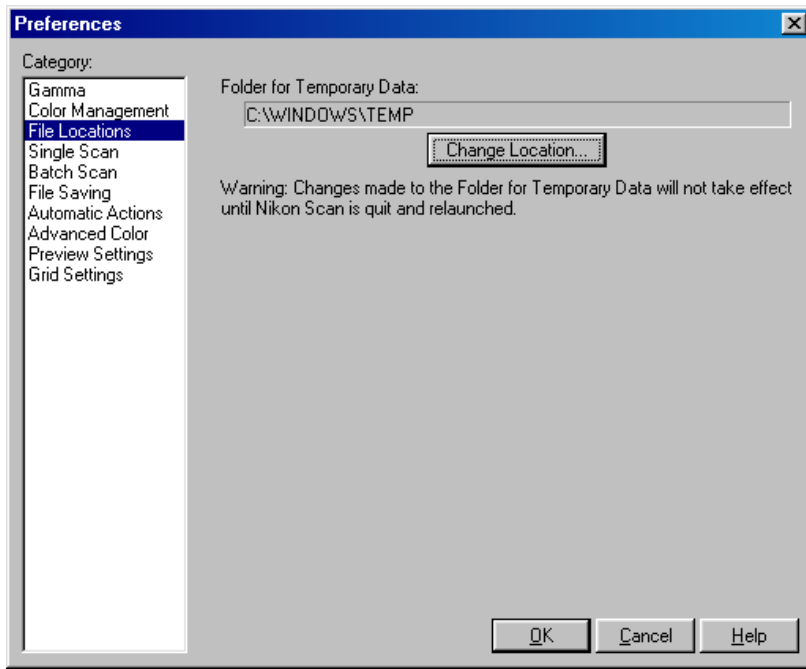 Preferences
Category:
Gamma
Color Management
File Locations
Single Scan
Batch Scan
File Saving
Automatic Actions
Advanced Color
Preview Settings
Grid Settings
Folder for Temporary Data:
C:\WINDOWS\TEMP
Change Location...
Warning: Changes made to the Folder for Temporary Data will not take effect
until Nikon Scan is quit and relaunched.
OK
Cancel
Help